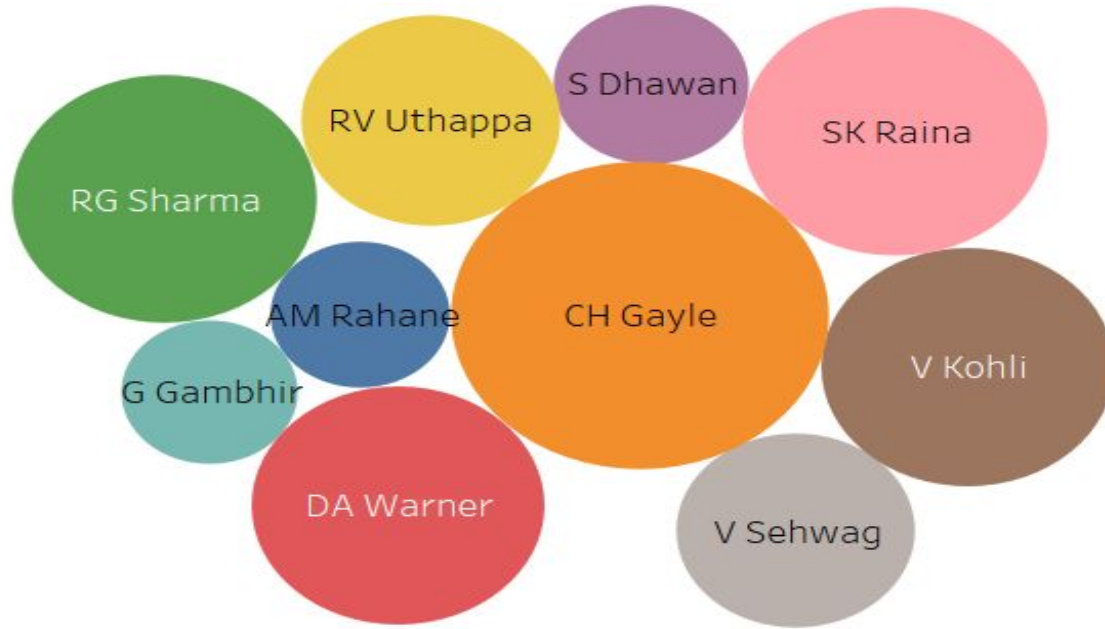 S Dhawan
RV Uthappa
SK Raina
RG Sharma
AM Rahane
CH Gayle
V Kohli
G Gambhir
DA Warner
V Sehwag